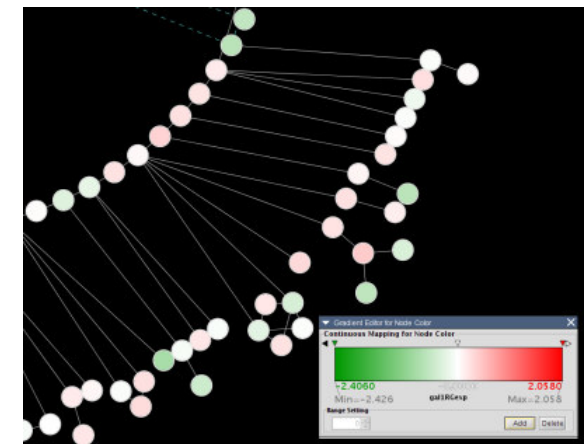 Gradient Editor for Node Color
Continuous Mapping for Node Color
-2.4060 2.0580
Min=-2.426 gal1RGexp Max=2.058
Range Setting
Add Delete